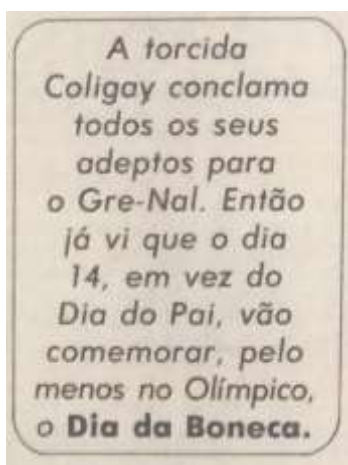 A torcida
Coligay conclama
todos os seus
adeptos para
o Gre-Nal. Então
já vi que o dia
14, em vez do
Dia do Pai, vão
comemorar, pelo
menos no Olímpico,
o Dia da Boneca.